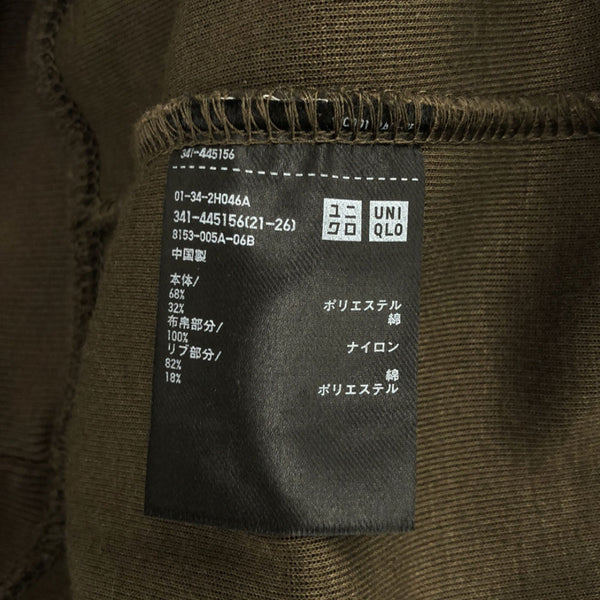 341-445156
01-34-2H046A
341-445156(21-26)
8153-005A-06B
中国製
ユニクロ
UNIQLO
本体/
68% ポリエステル
32% 綿
布帛部分/
100% ナイロン
リブ部分/
82% 綿
18% ポリエステル